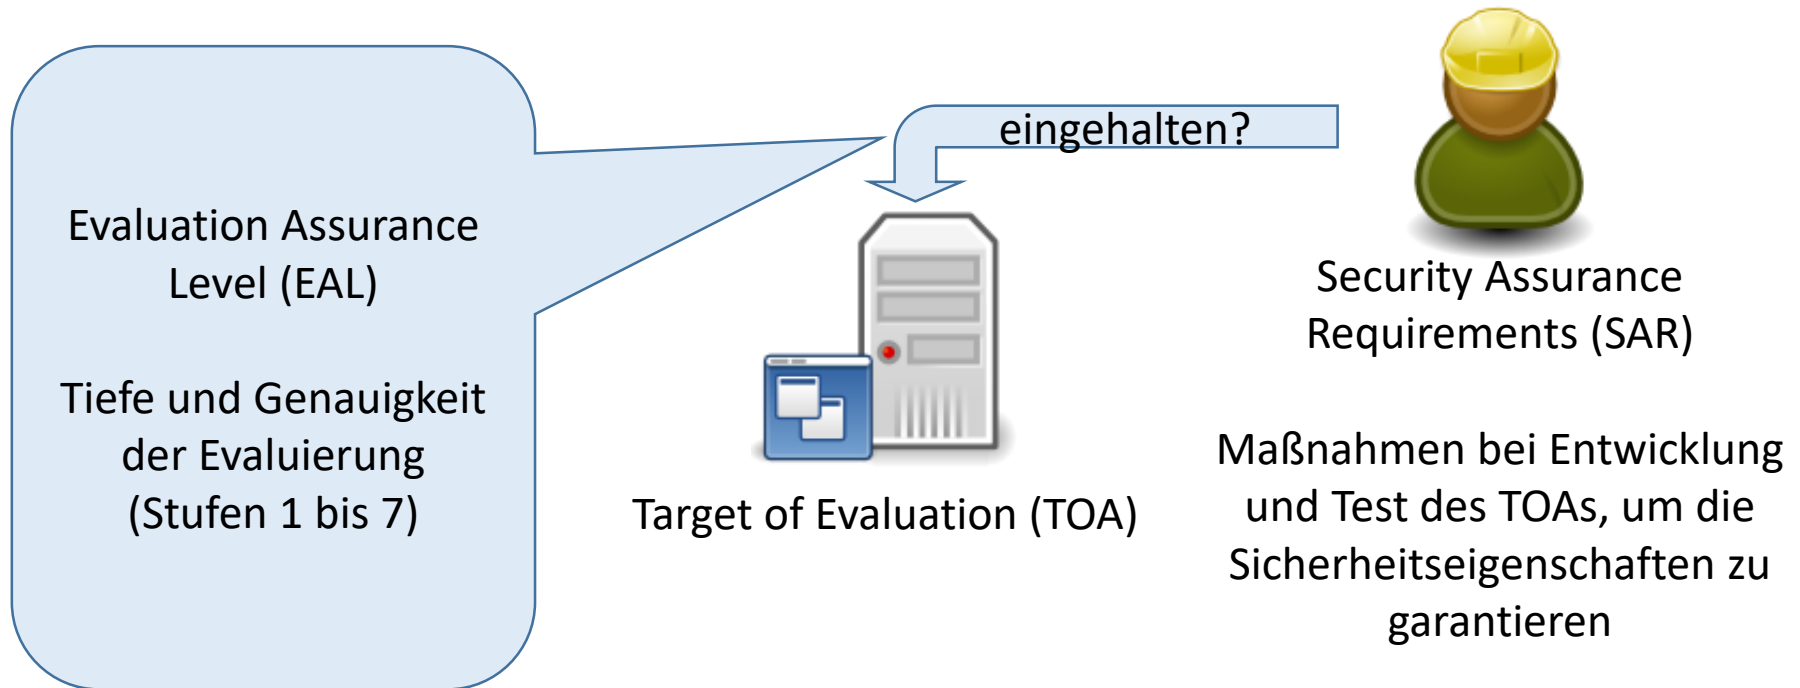 Evaluation Assurance
Level (EAL)
Tiefe und Genauigkeit
der Evaluierung
(Stufen 1 bis 7)
eingehalten?
Target of Evaluation (TOA)
Security Assurance
Requirements (SAR)
Maßnahmen bei Entwicklung
und Test des TOAs, um die
Sicherheitseigenschaften zu
garantieren